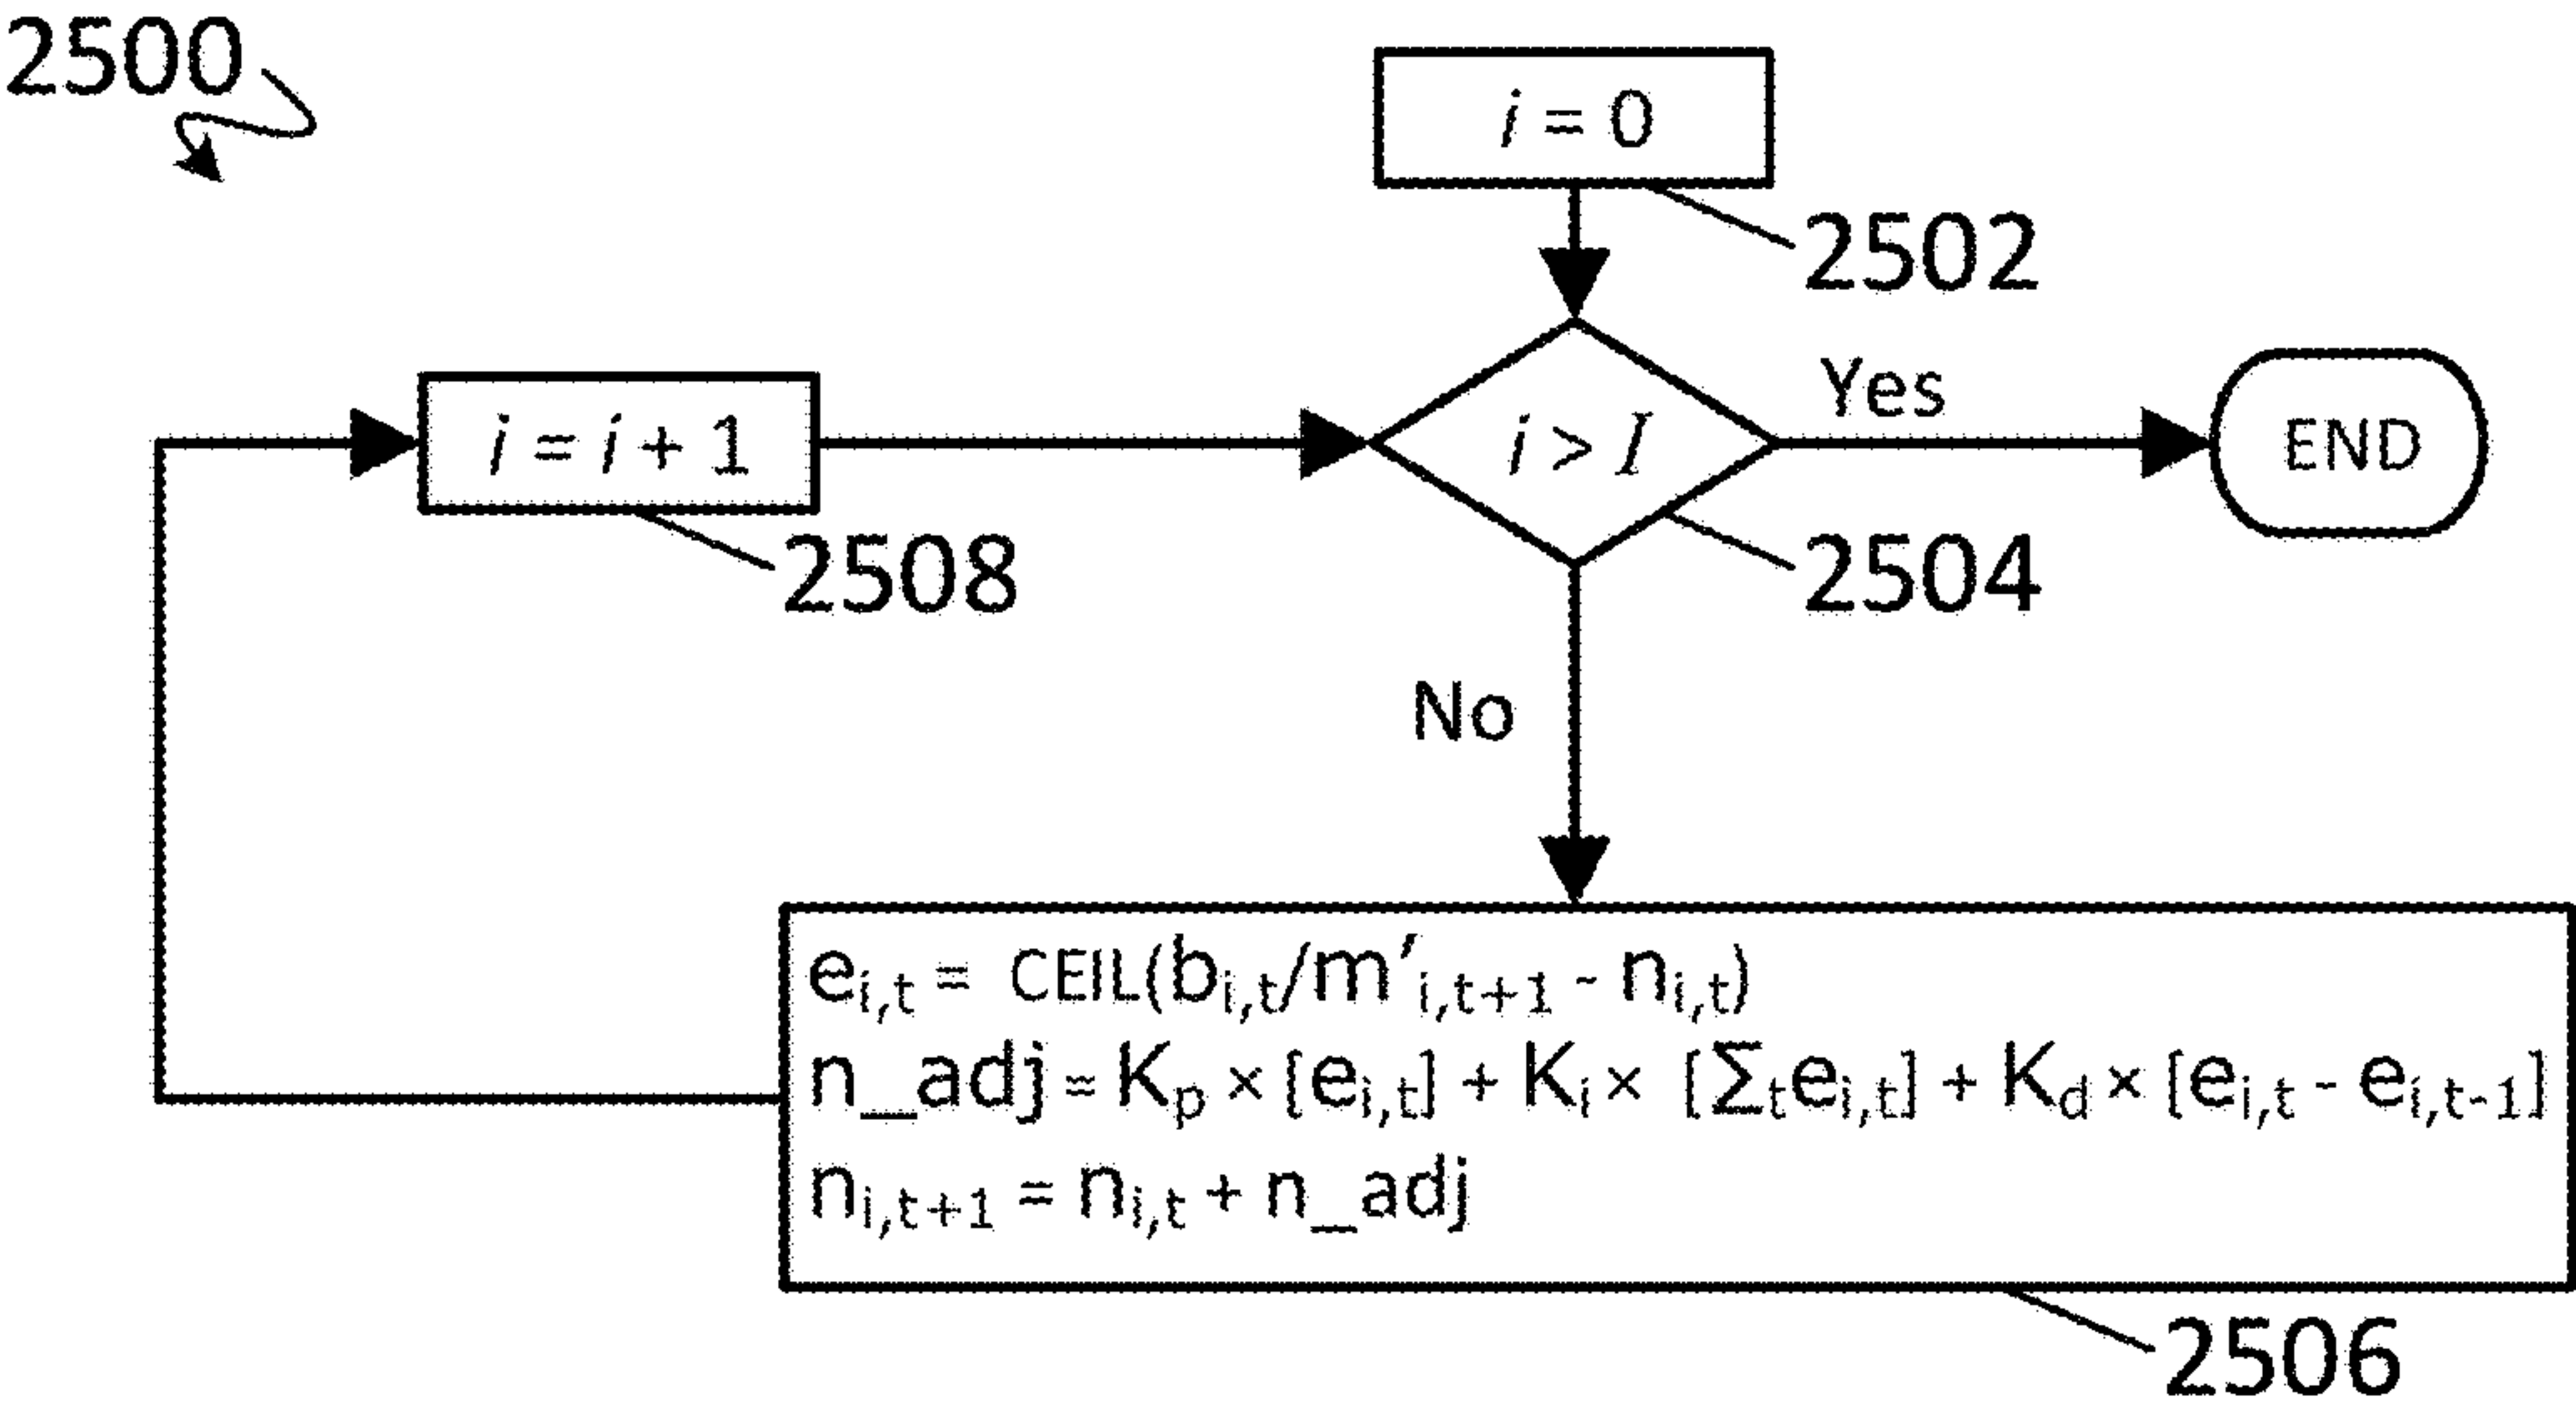 2500
i = 0
2502
i = i + 1
2508
i > I
Yes
END
2504
No
e_{i,t} = CEIL(b_{i,t}/m′_{i,t+1} - n_{i,t})
n_adj = K_p × [e_{i,t}] + K_i × [∑_t e_{i,t}] + K_d × [e_{i,t} - e_{i,t-1}]
n_{i,t+1} = n_{i,t} + n_adj
2506